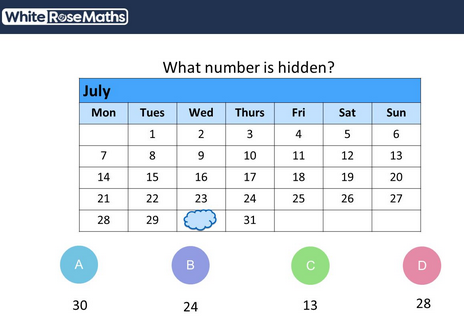 White Rose Maths
What number is hidden?
July
Mon Tues Wed Thurs Fri Sat Sun
1 2 3 4 5 6
7 8 9 10 11 12 13
14 15 16 17 18 19 20
21 22 23 24 25 26 27
28 29 31
A B C D
30 24 13 28